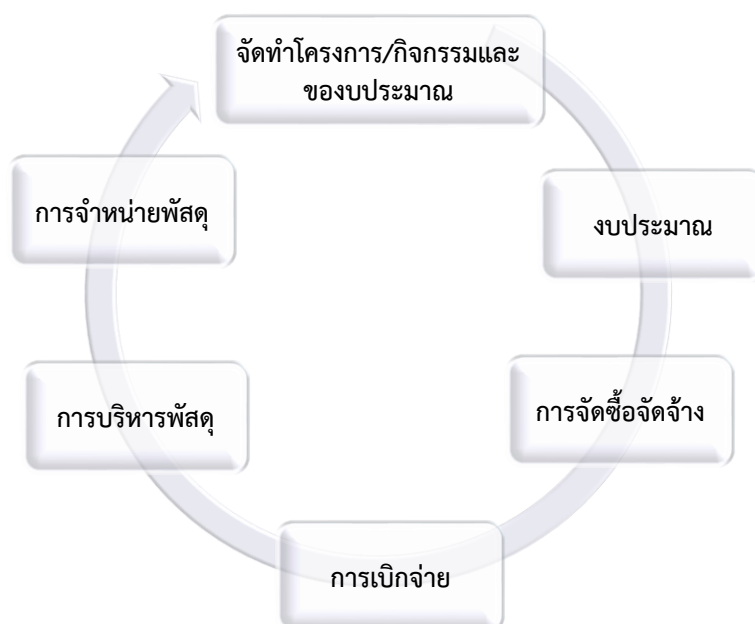 จัดทำโครงการ/กิจกรรมและ
ของบประมาณ
งบประมาณ
การจัดซื้อจัดจ้าง
การเบิกจ่าย
การบริหารพัสดุ
การจำหน่ายพัสดุ